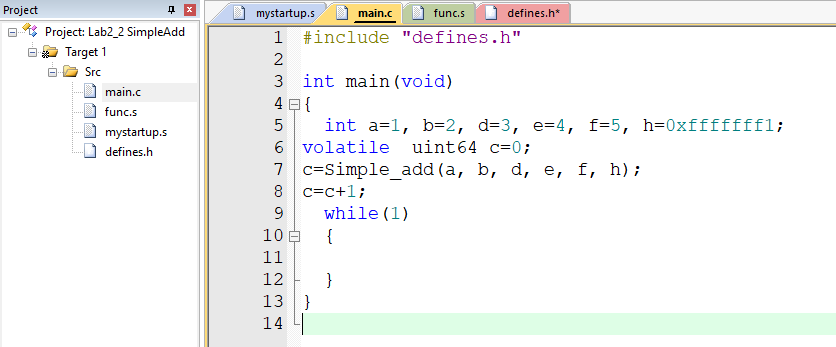 Project
Project: Lab2_2 SimpleAdd
Target 1
Src
main.c
func.s
mystartup.s
defines.h
mystartup.s main.c func.s defines.h*
1 #include "defines.h"
2
3 int main(void)
4 {
5 int a=1, b=2, d=3, e=4, f=5, h=0xfffffff1;
6 volatile  uint64 c=0;
7 c=Simple_add(a, b, d, e, f, h);
8 c=c+1;
9 while(1)
10 {
11
12 }
13 }
14